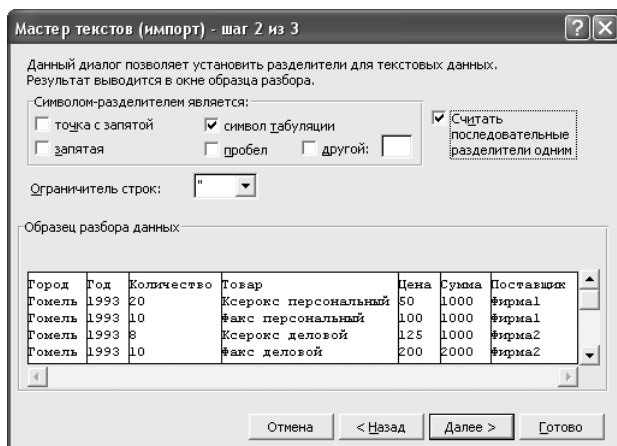 Мастер текстов (импорт) - шаг 2 из 3
Данный диалог позволяет установить разделители для текстовых данных.
Результат выводится в окне образца разбора.
Символом-разделителем является:
точка с запятой
символ табуляции
Считать
последовательные
разделители одним
запятая
пробел
другой:
Ограничитель строк: "
Образец разбора данных
Город Год Количество Товар Цена Сумма Поставщик
Гомель 1993 20 Ксерокс персональный 50 1000 Фирма1
Гомель 1993 10 Факс персональный 100 1000 Фирма1
Гомель 1993 8 Ксерокс деловой 125 1000 Фирма2
Гомель 1993 10 Факс деловой 200 2000 Фирма2
Отмена < Назад Далее > Готово